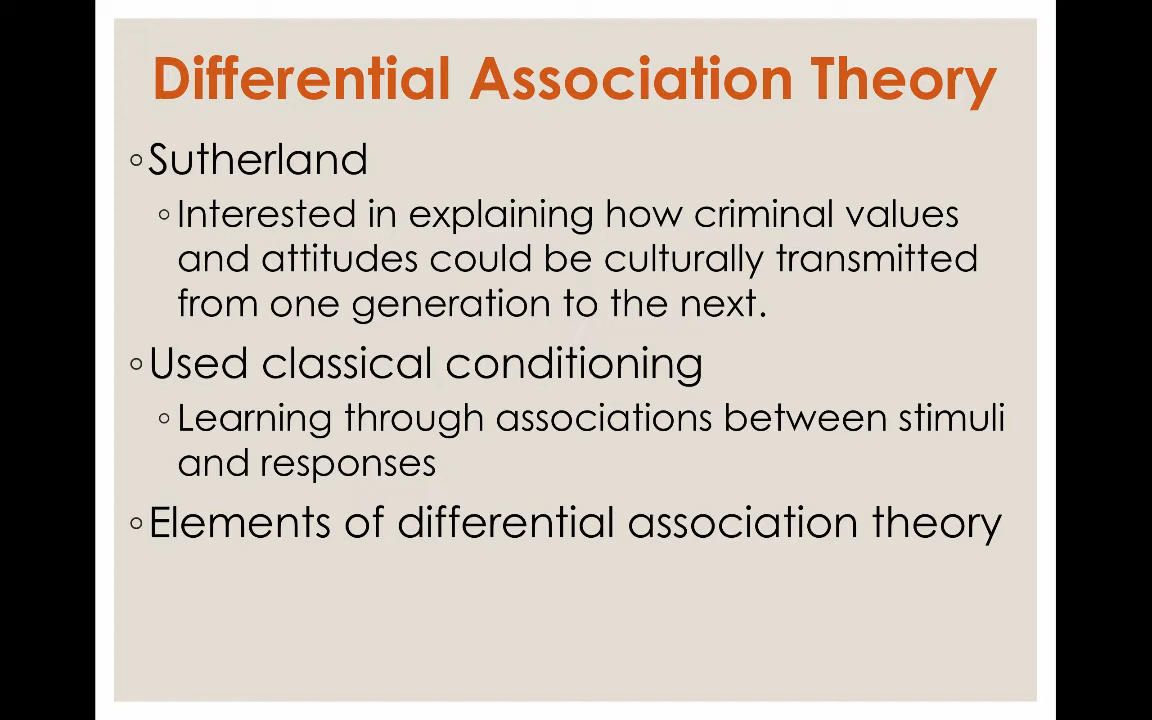 Differential Association Theory
◦Sutherland
◦Interested in explaining how criminal values
and attitudes could be culturally transmitted
from one generation to the next.
◦Used classical conditioning
◦Learning through associations between stimuli
and responses
◦Elements of differential association theory